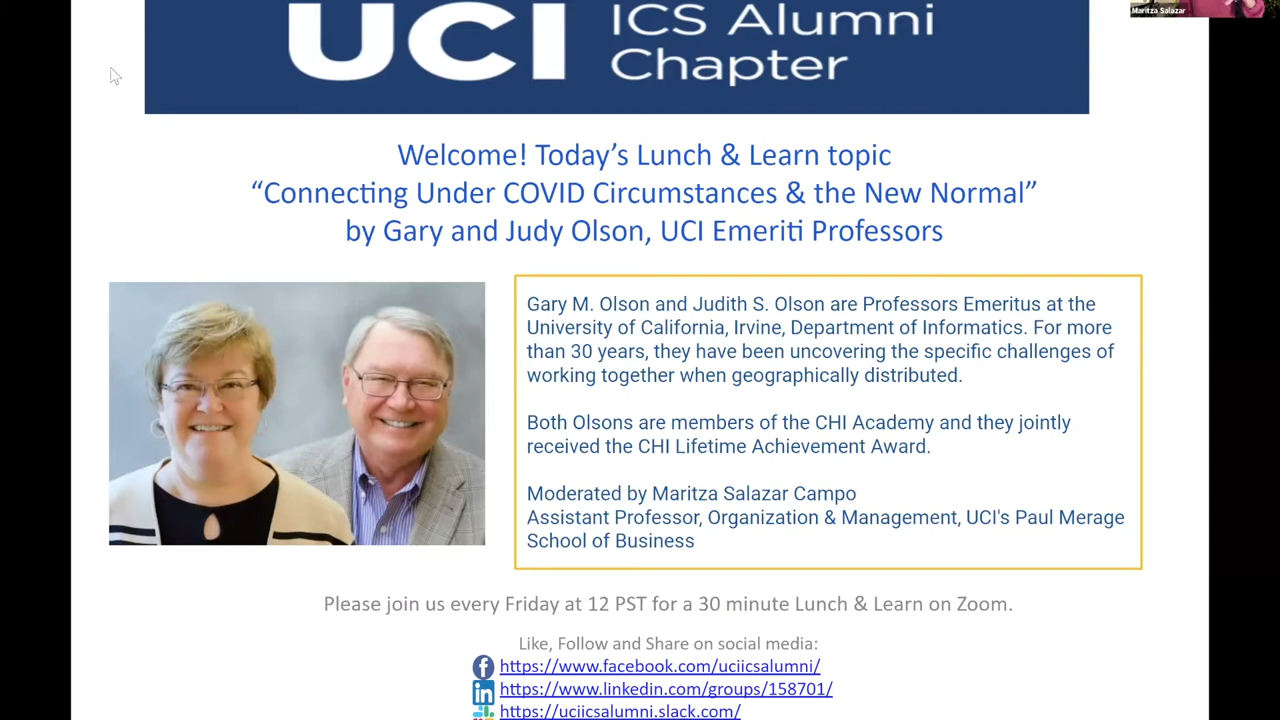 Maritza Salazar
UCI ICS Alumni
Chapter
Welcome! Today’s Lunch & Learn topic
“Connecting Under COVID Circumstances & the New Normal”
by Gary and Judy Olson, UCI Emeriti Professors
Gary M. Olson and Judith S. Olson are Professors Emeritus at the
University of California, Irvine, Department of Informatics. For more
than 30 years, they have been uncovering the specific challenges of
working together when geographically distributed.
Both Olsons are members of the CHI Academy and they jointly
received the CHI Lifetime Achievement Award.
Moderated by Maritza Salazar Campo
Assistant Professor, Organization & Management, UCI's Paul Merage
School of Business
Please join us every Friday at 12 PST for a 30 minute Lunch & Learn on Zoom.
Like, Follow and Share on social media:
https://www.facebook.com/uciicsalumni/
https://www.linkedin.com/groups/158701/
https://uciicsalumni.slack.com/